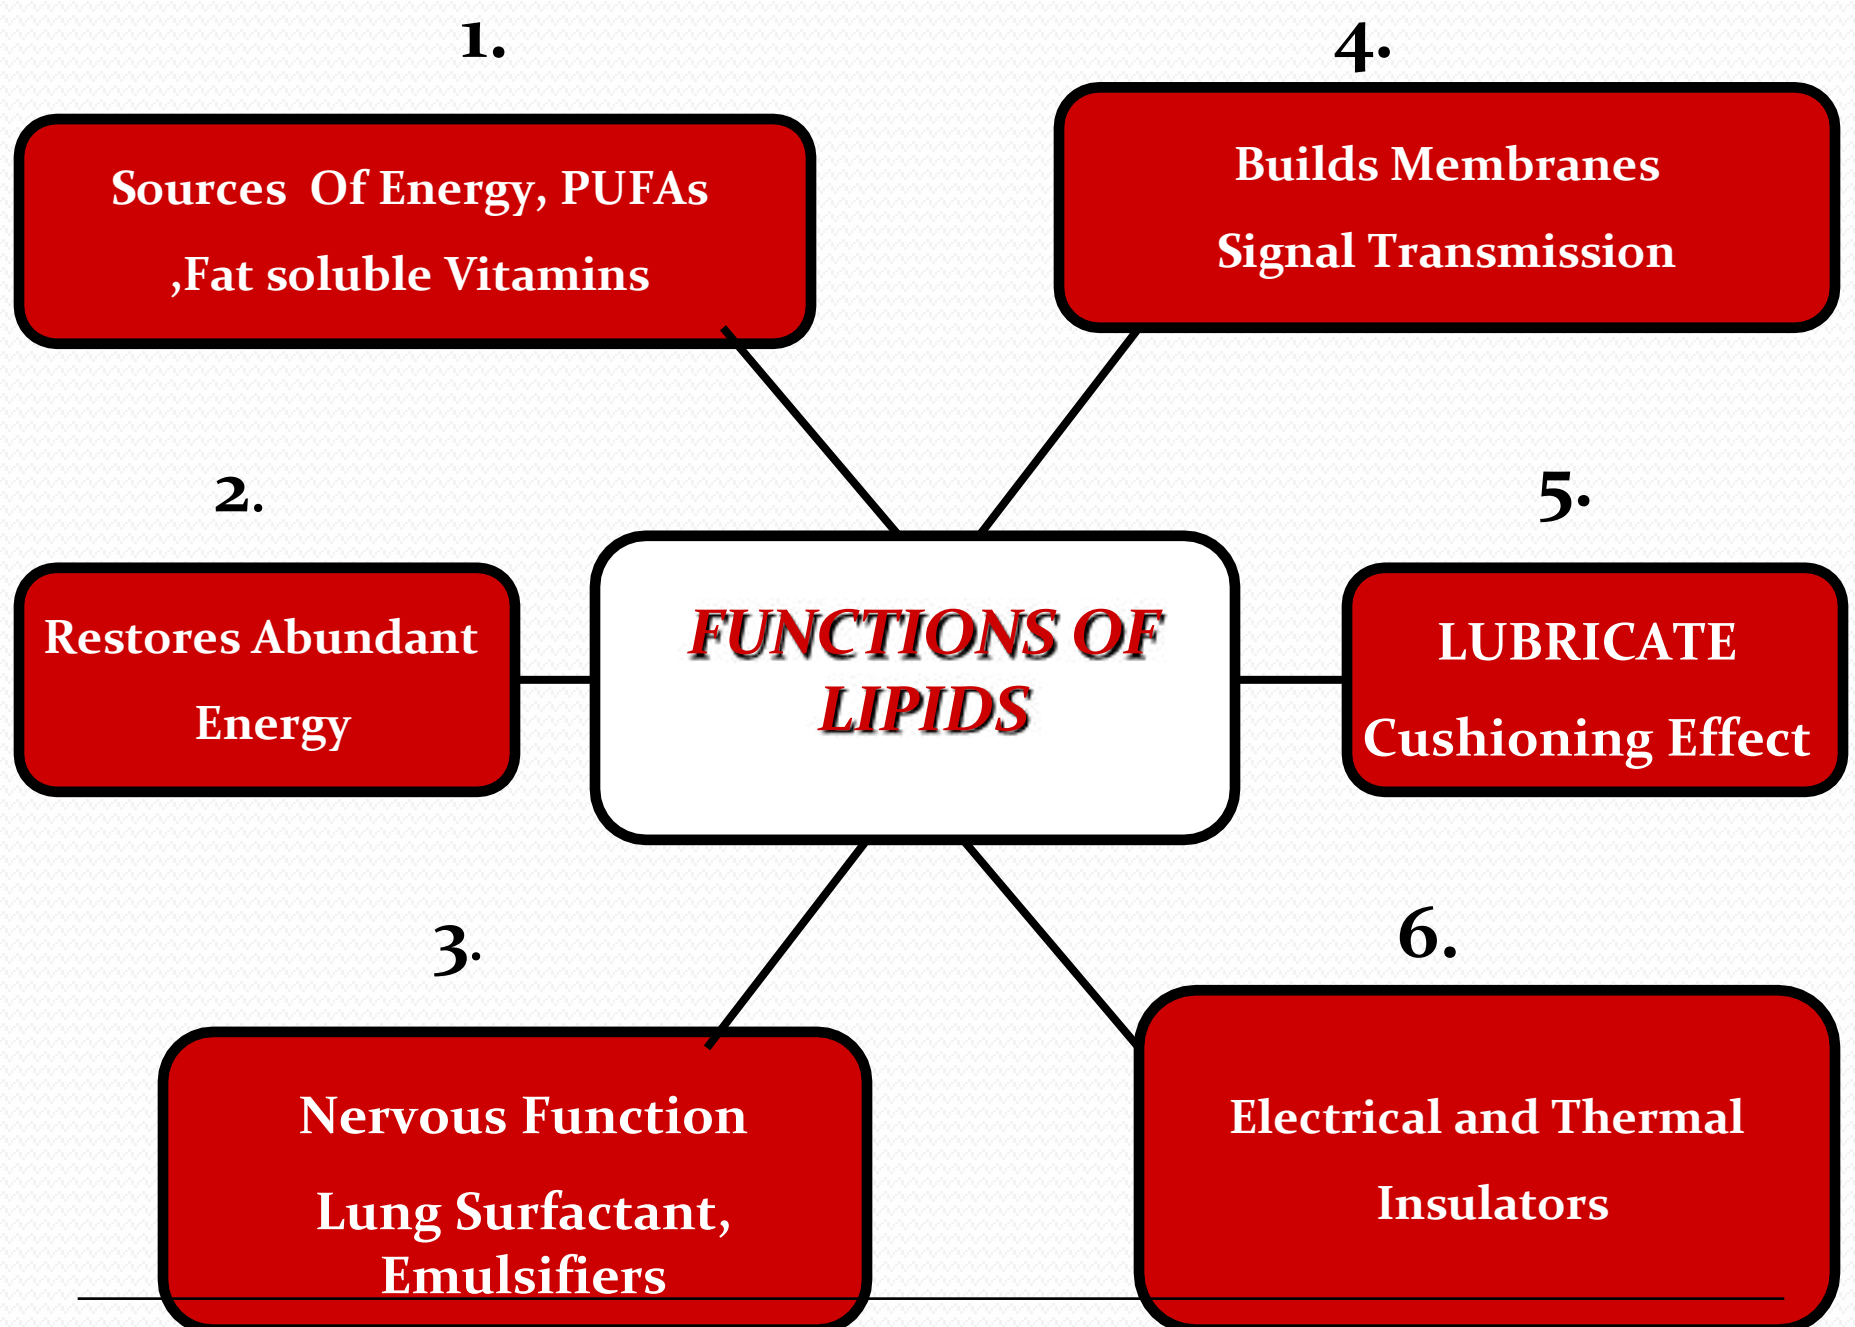 1.
Sources Of Energy, PUFAs
,Fat soluble Vitamins
2.
Restores Abundant
Energy
3.
Nervous Function
Lung Surfactant,
Emulsifiers
FUNCTIONS OF
LIPIDS
4.
Builds Membranes
Signal Transmission
5.
LUBRICATE
Cushioning Effect
6.
Electrical and Thermal
Insulators